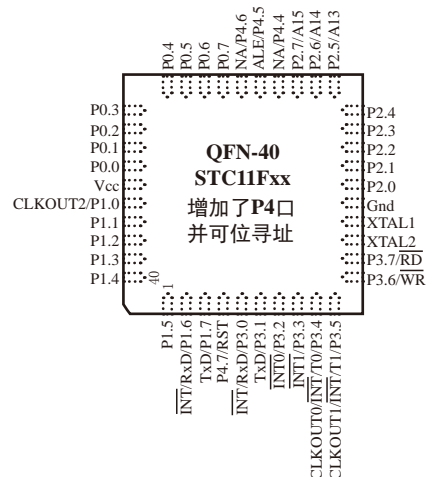 P0.4
P0.5
P0.6
P0.7
NA/P4.6
ALE/P4.5
NA/P4.4
P2.7/A15
P2.6/A14
P2.5/A13
P0.3
P0.2
P0.1
P0.0
Vcc
CLKOUT2/P1.0
P1.1
P1.2
P1.3
P1.4
QFN-40
STC11Fxx
增加了P4口
并可位寻址
40
1
P2.4
P2.3
P2.2
P2.1
P2.0
Gnd
XTAL1
XTAL2
P3.7/RD
P3.6/WR
P1.5
INT/RxD/P1.6
TxD/P1.7
P4.7/RST
INT/RxD/P3.0
TxD/P3.1
INT0/P3.2
INT1/P3.3
CLKOUT0/INT/T0/P3.4
CLKOUT1/INT/T1/P3.5